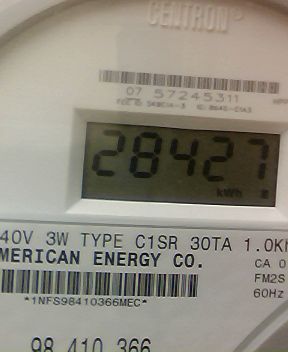 CENTRON®
07 57245311
28427
kWh
40V 3W TYPE C1SR 30TA 1.0Kh
MERICAN ENERGY CO.
CA 0
FM2S
60Hz
*1NFS98410366MEC*
98 410 366